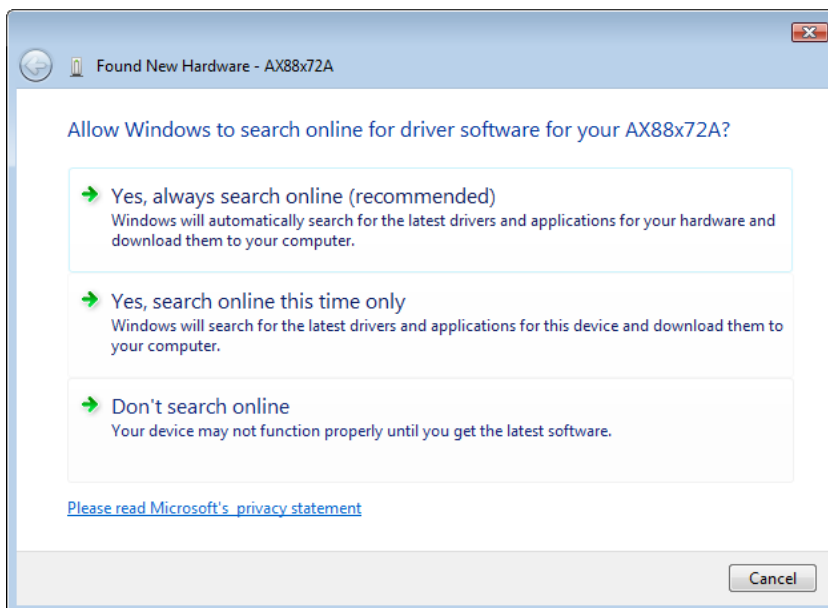 Found New Hardware - AX88x72A
Allow Windows to search online for driver software for your AX88x72A?
Yes, always search online (recommended)
Windows will automatically search for the latest drivers and applications for your hardware and
download them to your computer.
Yes, search online this time only
Windows will search for the latest drivers and applications for this device and download them to
your computer.
Don't search online
Your device may not function properly until you get the latest software.
Please read Microsoft's privacy statement
Cancel